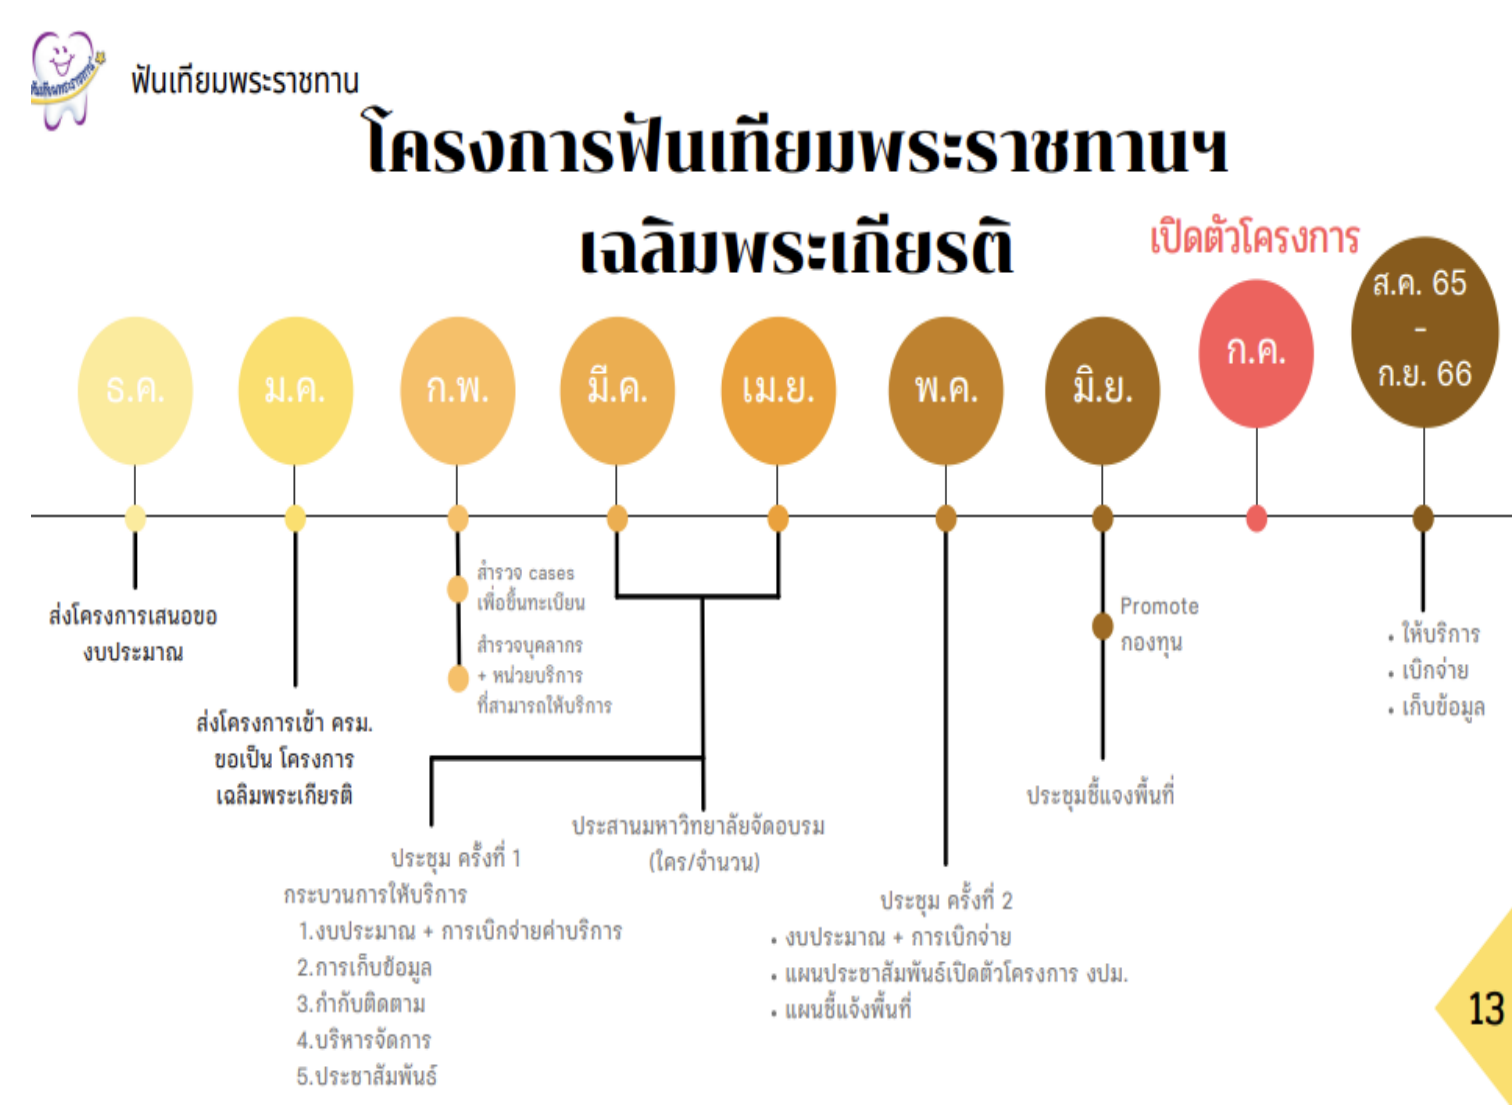 ฟันเทียมพระราชทาน
ฟันเทียมพระราชทาน
โครงการฟันเทียมพระราชทานฯ
เฉลิมพระเกียรติ
เปิดตัวโครงการ
ธ.ค.
ม.ค.
ก.พ.
มี.ค.
เม.ย.
พ.ค.
มิ.ย.
ก.ค.
ส.ค. 65
-
ก.ย. 66
ส่งโครงการเสนอขอ
งบประมาณ
ส่งโครงการเข้า ครม.
ขอเป็น โครงการ
เฉลิมพระเกียรติ
สำรวจ cases
เพื่อขึ้นทะเบียน
สำรวจบุคลากร
+ หน่วยบริการ
ที่สามารถให้บริการ
ประชุม ครั้งที่ 1
กระบวนการให้บริการ
1.งบประมาณ + การเบิกจ่ายค่าบริการ
2.การเก็บข้อมูล
3.กำกับติดตาม
4.บริหารจัดการ
5.ประชาสัมพันธ์
ประสานมหาวิทยาลัยจัดอบรม
(ใคร/จำนวน)
ประชุม ครั้งที่ 2
• งบประมาณ + การเบิกจ่าย
• แผนประชาสัมพันธ์เปิดตัวโครงการ งปม.
• แผนชี้แจ้งพื้นที่
Promote
กองทุน
ประชุมชี้แจงพื้นที่
• ให้บริการ
• เบิกจ่าย
• เก็บข้อมูล
13